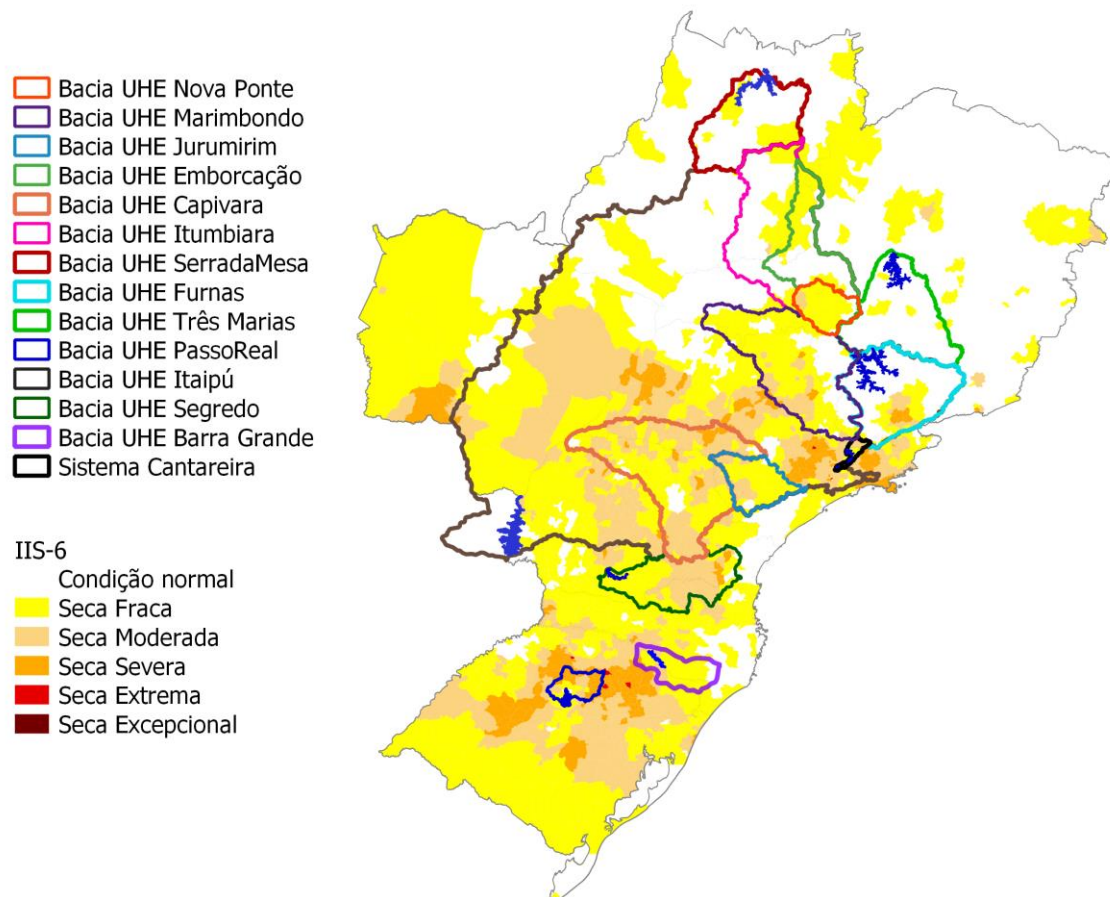 Bacia UHE Nova Ponte
Bacia UHE Marimbondo
Bacia UHE Jurumirim
Bacia UHE Emborcação
Bacia UHE Capivara
Bacia UHE Itumbiara
Bacia UHE SerradaMesa
Bacia UHE Furnas
Bacia UHE Três Marias
Bacia UHE PassoReal
Bacia UHE Itaipú
Bacia UHE Segredo
Bacia UHE Barra Grande
Sistema Cantareira
IIS-6
Condição normal
Seca Fraca
Seca Moderada
Seca Severa
Seca Extrema
Seca Excepcional